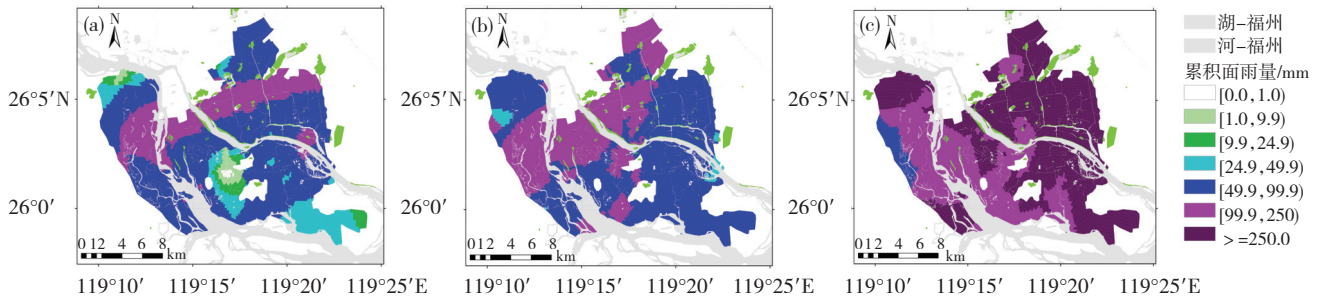 (a)
N
26°5′N
26°0′
0 1 2 4 6 8
km
119°10′ 119°15′ 119°20′ 119°25′E
(b)
N
26°5′N
26°0′
0 1 2 4 6 8
km
119°10′ 119°15′ 119°20′ 119°25′E
(c)
N
26°5′N
26°0′
0 1 2 4 6 8
km
119°10′ 119°15′ 119°20′ 119°25′E
湖-福州
河-福州
累积面雨量/mm
[0.0,1.0)
[1.0,9.9)
[9.9,24.9)
[24.9,49.9)
[49.9,99.9)
[99.9,250)
>=250.0